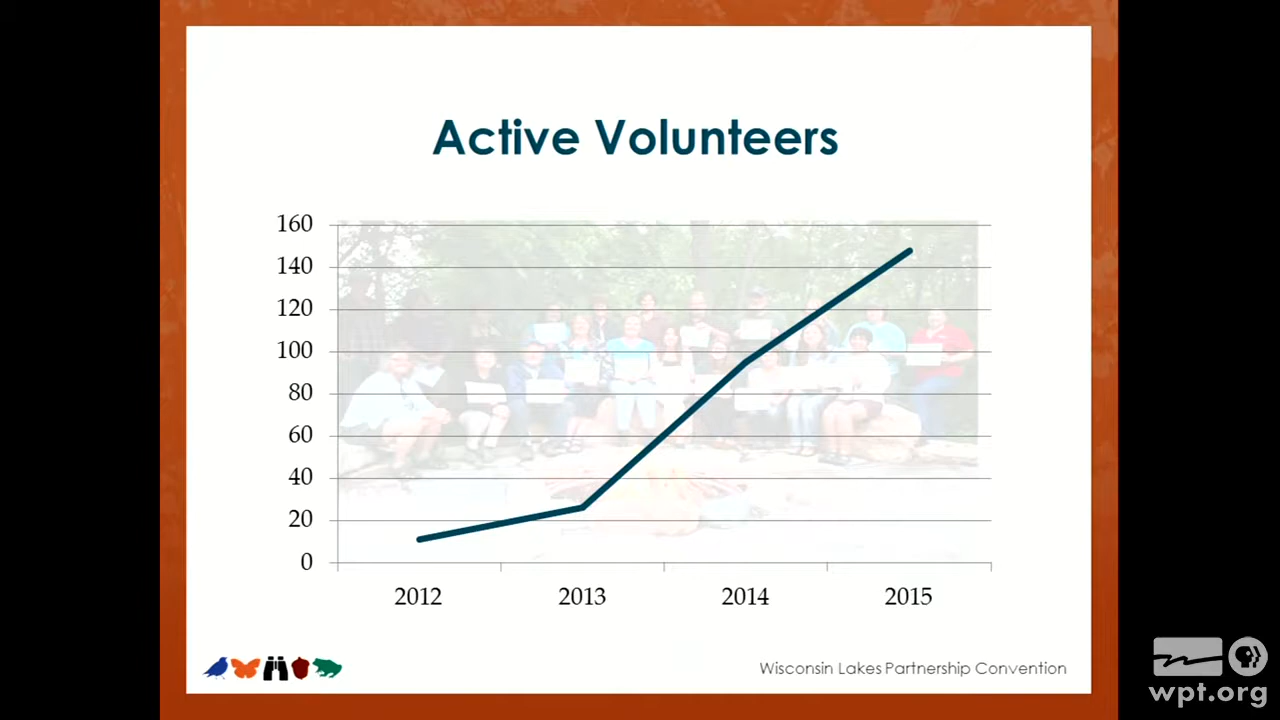 Active Volunteers
160
140
120
100
80
60
40
20
0
2012 2013 2014 2015
Wisconsin Lakes Partnership Convention
wpt.org